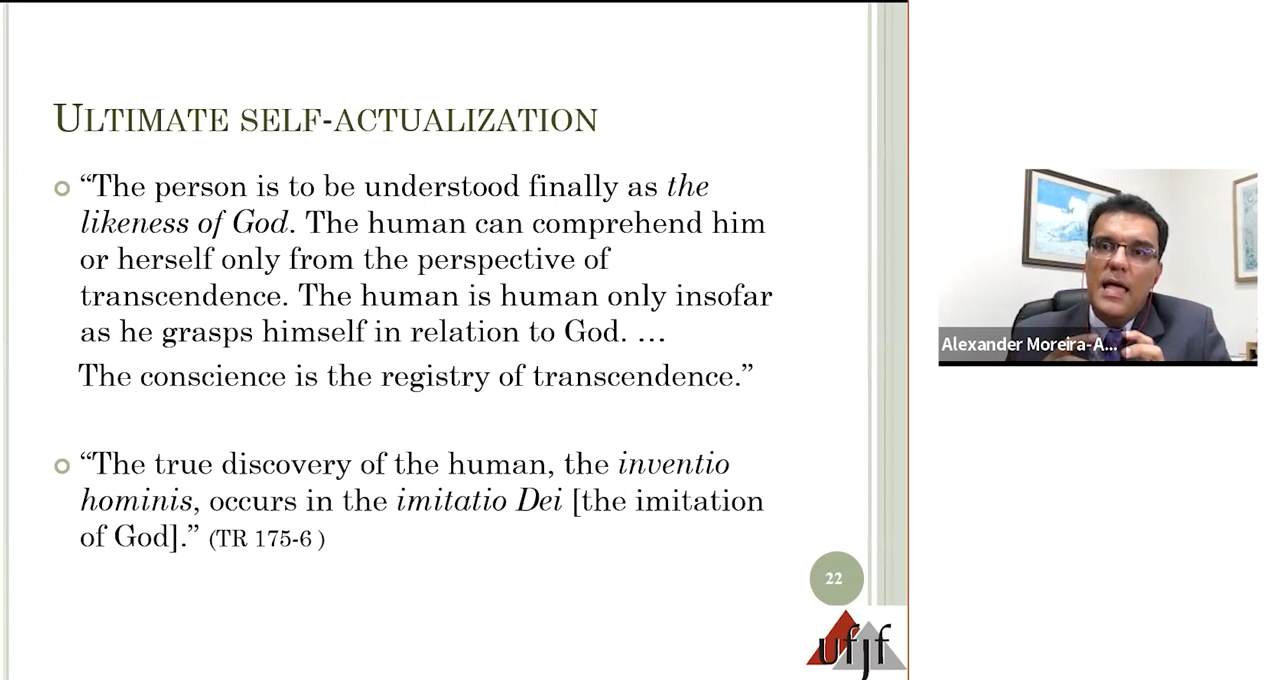 ULTIMATE SELF-ACTUALIZATION
“The person is to be understood finally as the
likeness of God. The human can comprehend him
or herself only from the perspective of
transcendence. The human is human only insofar
as he grasps himself in relation to God. …
The conscience is the registry of transcendence.”
“The true discovery of the human, the inventio
hominis, occurs in the imitatio Dei [the imitation
of God].” (TR 175-6 )
22
ufjf
Alexander Moreira-A...